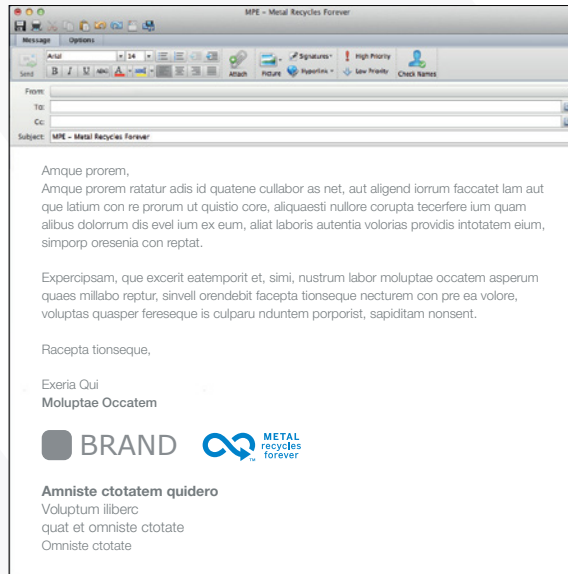 MPE – Metal Recycles Forever
Message Options
Send Arial 14 Attach Picture Signatures Hyperlink High Priority Low Priority Check Names
B I U ABC A
From:
To:
Cc:
Subject: MPE – Metal Recycles Forever
Amque prorem,
Amque prorem ratatur adis id quatene cullabor as net, aut aligend iorrum faccatet lam aut
que latium con re prorum ut quistio core, aliquaesti nullore corupta tecerfere ium quam
alibus dolorrum dis evel ium ex eum, aliat laboris autentia volorias providis intotatem eium,
simporp oresenia con reptat.
Expercipsam, que excerit eatemporit et, simi, nustrum labor moluptae occatem asperum
quaes millabo reptur, sinvell orendebit facepta tionseque necturem con pre ea volore,
voluptas quasper fereseque is culparu nduntem porporist, sapiditam nonsent.
Racepta tionseque,
Exeria Qui
Moluptae Occatem
BRAND
METAL
recycles
forever
TM
Amniste ctotatem quidero
Voluptum iliberc
quat et omniste ctotate
Omniste ctotate